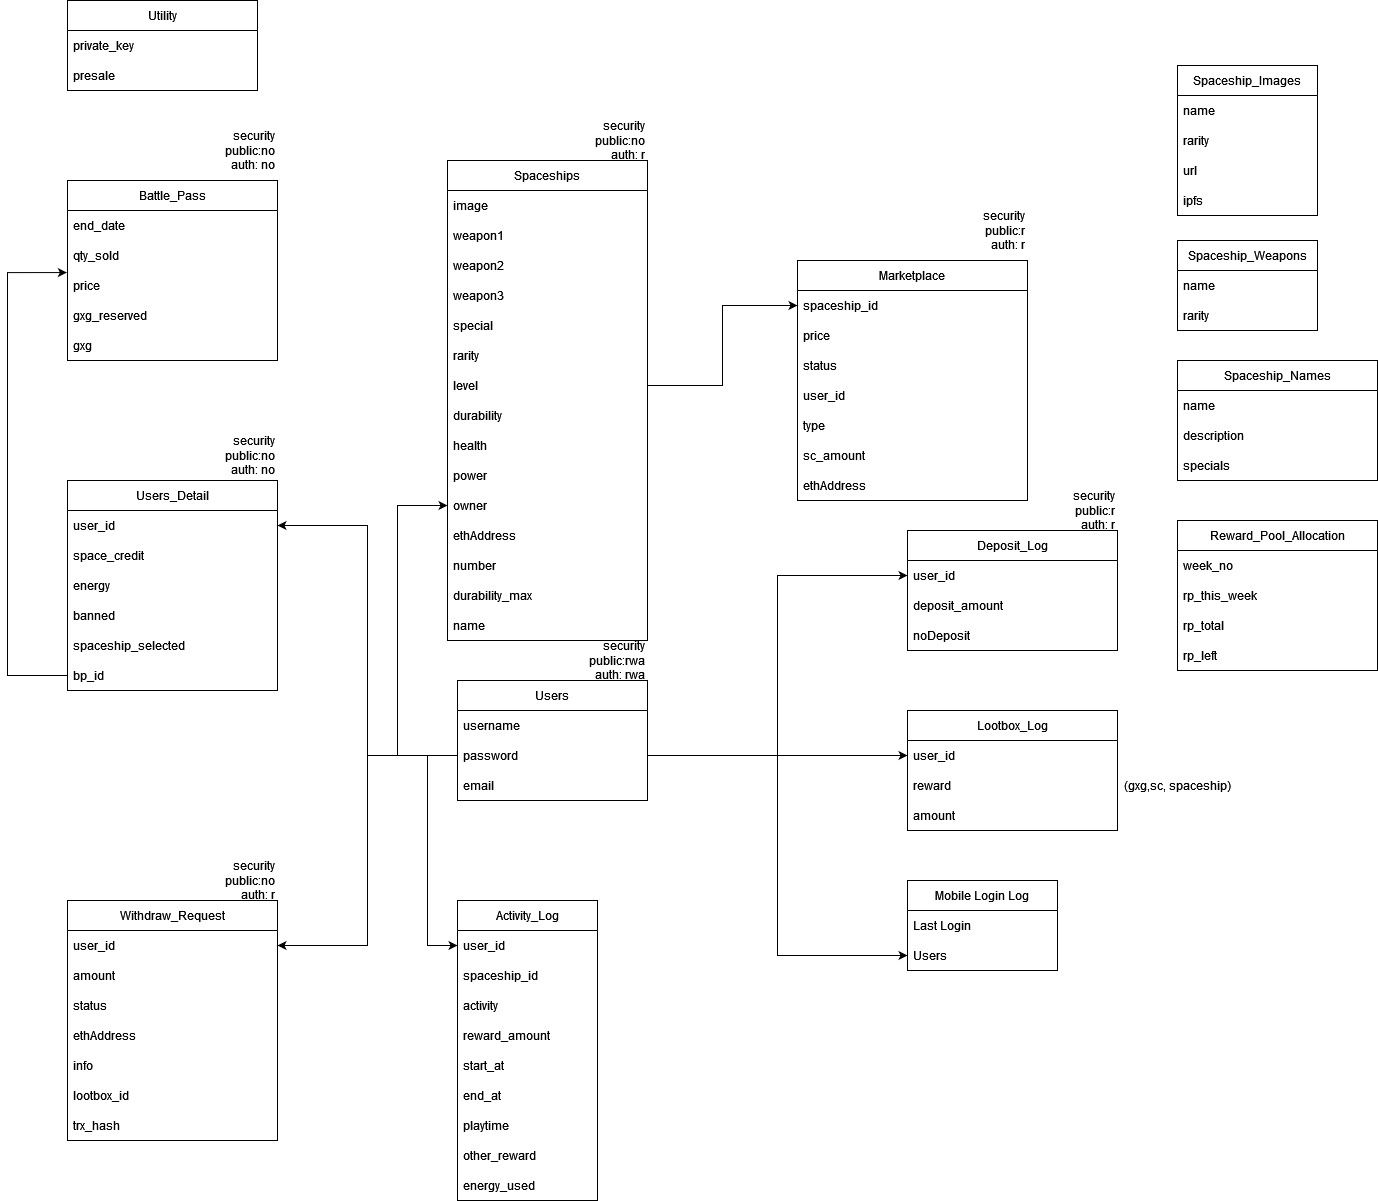 Utility
private_key
presale
security
public:no
auth: no
Battle_Pass
end_date
qty_sold
price
gxg_reserved
gxg
security
public:no
auth: no
Users_Detail
user_id
space_credit
energy
banned
spaceship_selected
bp_id
security
public:no
auth: r
Withdraw_Request
user_id
amount
status
ethAddress
info
lootbox_id
trx_hash
security
public:no
auth: r
Spaceships
image
weapon1
weapon2
weapon3
special
rarity
level
durability
health
power
owner
ethAddress
number
durability_max
name
security
public:rwa
auth: rwa
Users
username
password
email
Activity_Log
user_id
spaceship_id
activity
reward_amount
start_at
end_at
playtime
other_reward
energy_used
security
public:r
auth: r
Marketplace
spaceship_id
price
status
user_id
type
sc_amount
ethAddress
security
public:r
auth: r
Deposit_Log
user_id
deposit_amount
noDeposit
Lootbox_Log
user_id
reward
(gxg,sc, spaceship)
amount
Mobile Login Log
Last Login
Users
Spaceship_Images
name
rarity
url
ipfs
Spaceship_Weapons
name
rarity
Spaceship_Names
name
description
specials
Reward_Pool_Allocation
week_no
rp_this_week
rp_total
rp_left